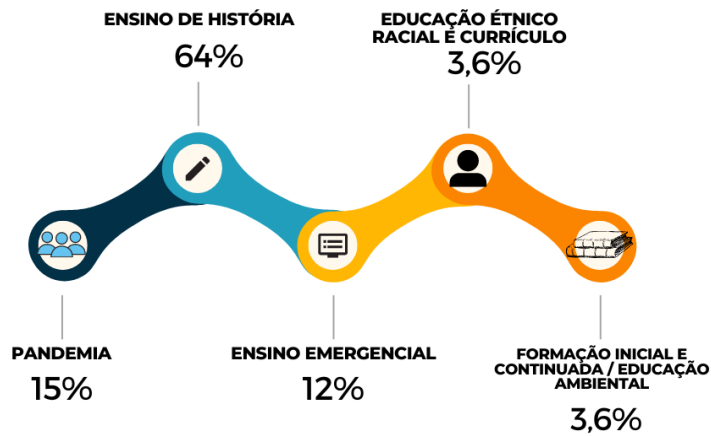 ENSINO DE HISTÓRIA
64%
EDUCAÇÃO ÉTNICO
RACIAL E CURRÍCULO
3,6%
PANDEMIA
15%
ENSINO EMERGENCIAL
12%
FORMAÇÃO INICIAL E
CONTINUADA / EDUCAÇÃO
AMBIENTAL
3,6%